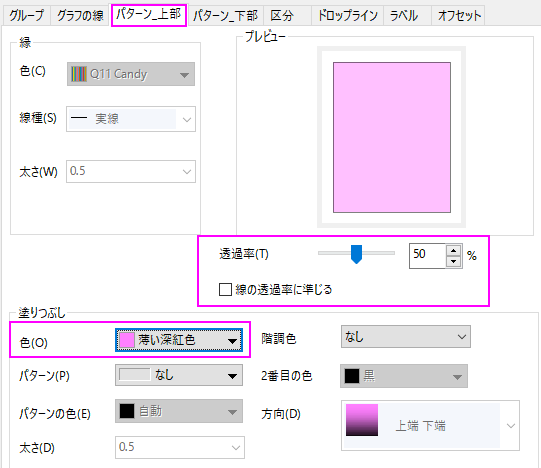 グループ グラフの線 パターン_上部 パターン_下部 区分 ドロップライン ラベル オフセット
縁
プレビュー
色(C) Q11 Candy
線種(S) 実線
太さ(W) 0.5
透過率(T) 50 %
線の透過率に準じる
塗りつぶし
色(O) 薄い深紅色 階調色 なし
パターン(P) なし 2番目の色 黒
パターンの色(E) 自動 方向(D) 上端 下端
太さ(D) 0.5